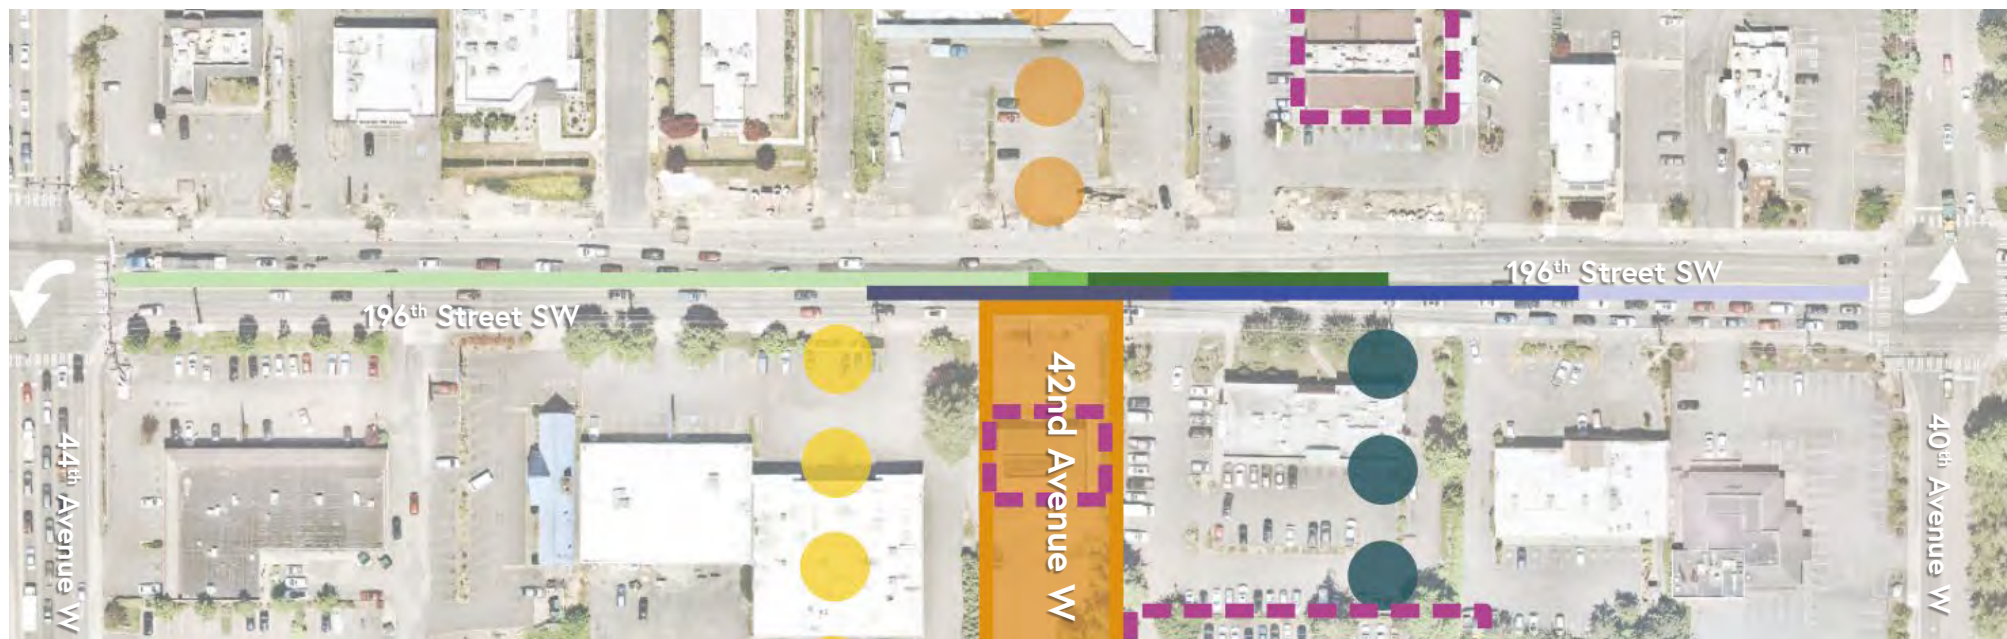 196th Street SW
196th Street SW
42nd Avenue W
44th Avenue W
40th Avenue W